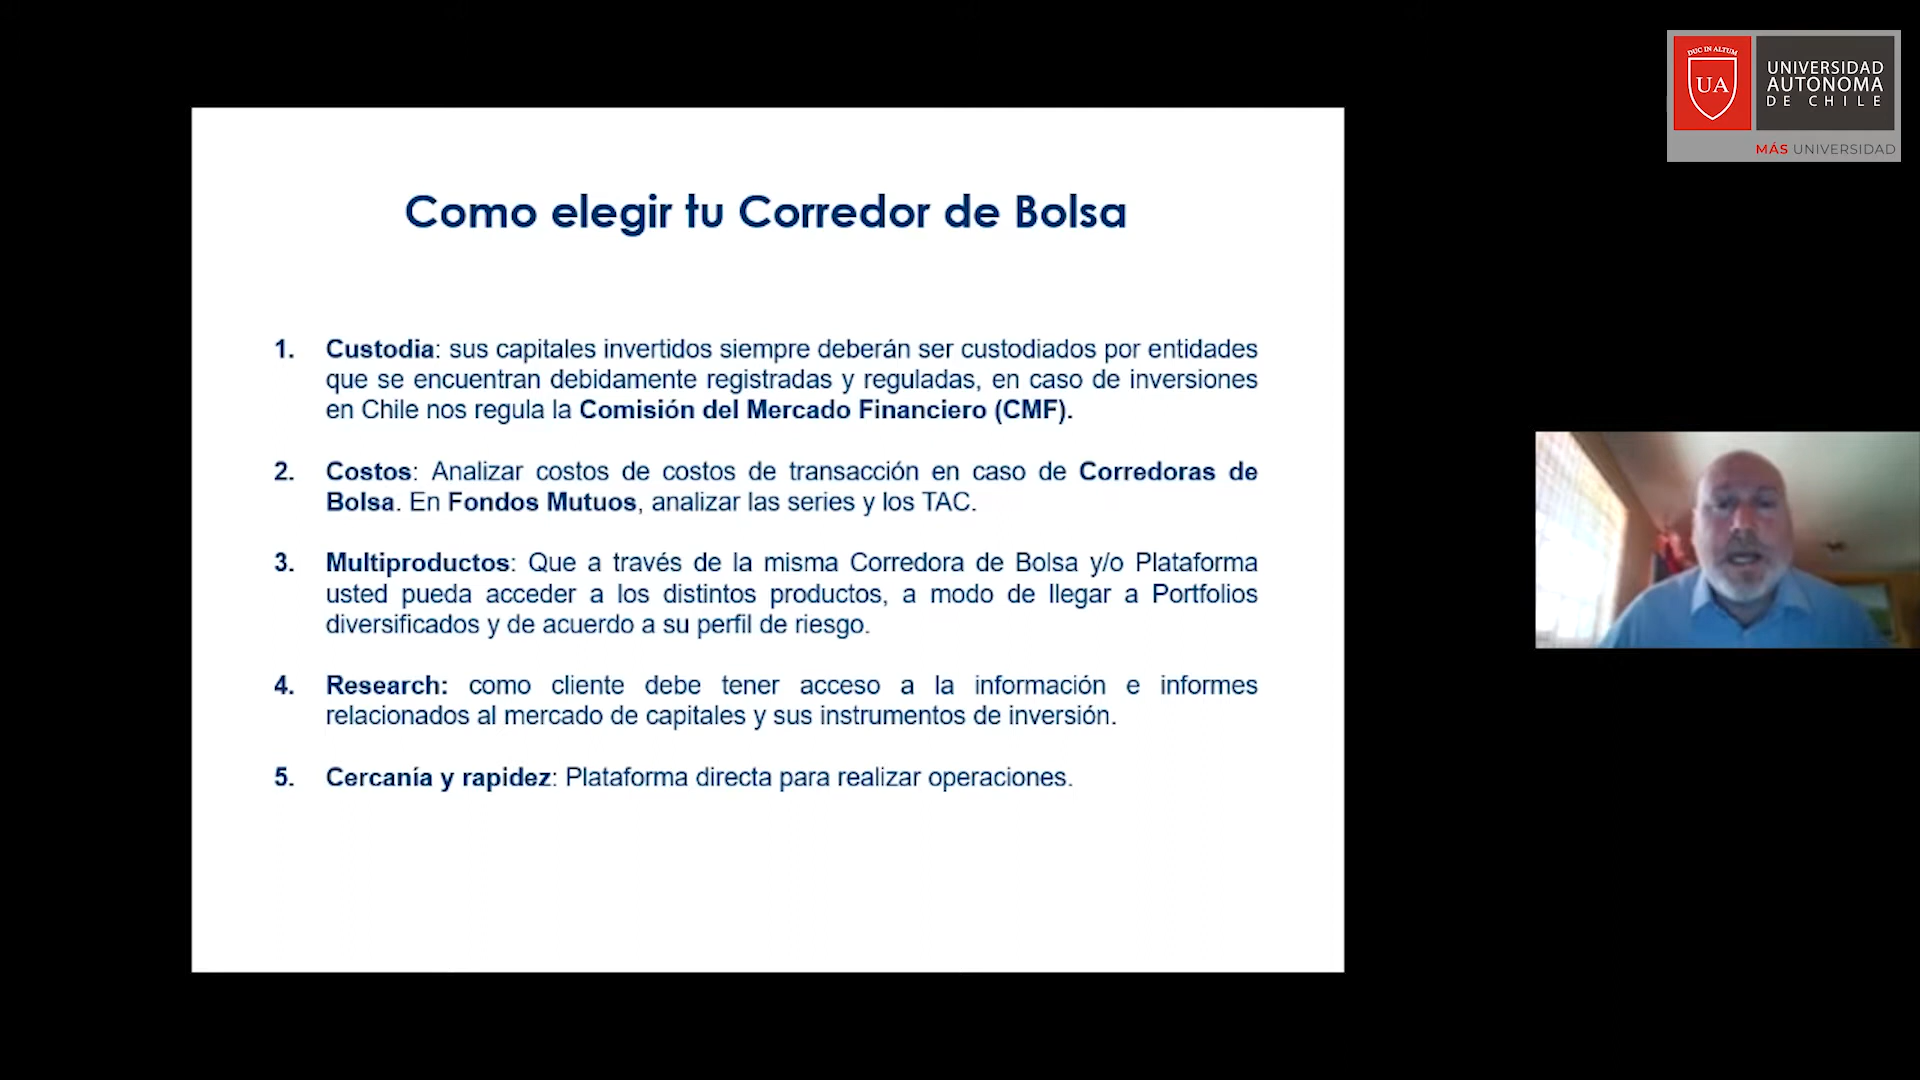 DUC IN ALTUM
UA
UNIVERSIDAD
AUTONOMA
DE CHILE
MÁS UNIVERSIDAD
Como elegir tu Corredor de Bolsa
1. Custodia: sus capitales invertidos siempre deberán ser custodiados por entidades
que se encuentran debidamente registradas y reguladas, en caso de inversiones
en Chile nos regula la Comisión del Mercado Financiero (CMF).
2. Costos: Analizar costos de costos de transacción en caso de Corredoras de
Bolsa. En Fondos Mutuos, analizar las series y los TAC.
3. Multiproductos: Que a través de la misma Corredora de Bolsa y/o Plataforma
usted pueda acceder a los distintos productos, a modo de llegar a Portfolios
diversificados y de acuerdo a su perfil de riesgo.
4. Research: como cliente debe tener acceso a la información e informes
relacionados al mercado de capitales y sus instrumentos de inversión.
5. Cercanía y rapidez: Plataforma directa para realizar operaciones.